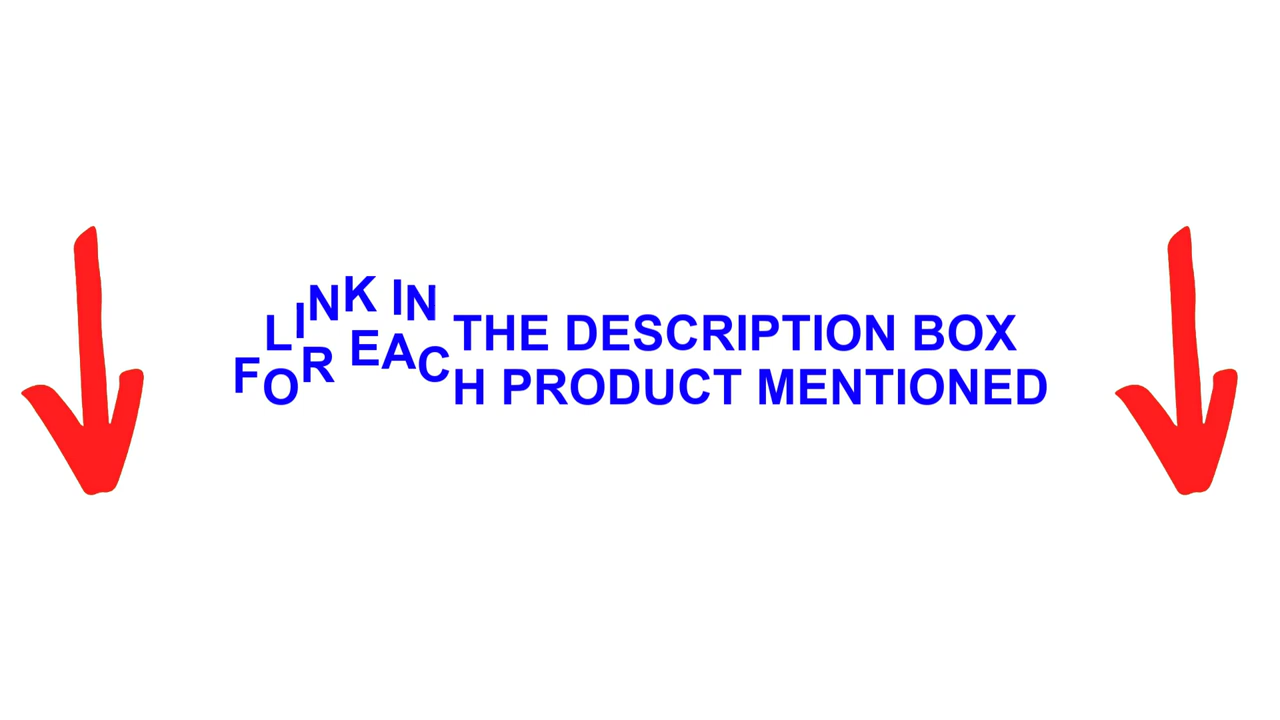 LINK IN THE DESCRIPTION BOX
FOR EACH PRODUCT MENTIONED